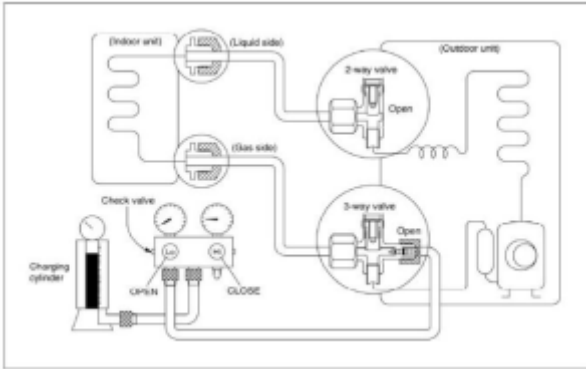 (Indoor unit)
(Liquid side)
(Outdoor unit)
2-way valve
Open
(Gas side)
Check valve
3-way valve
Open
Lo
Hi
Charging
cylinder
OPEN
CLOSE